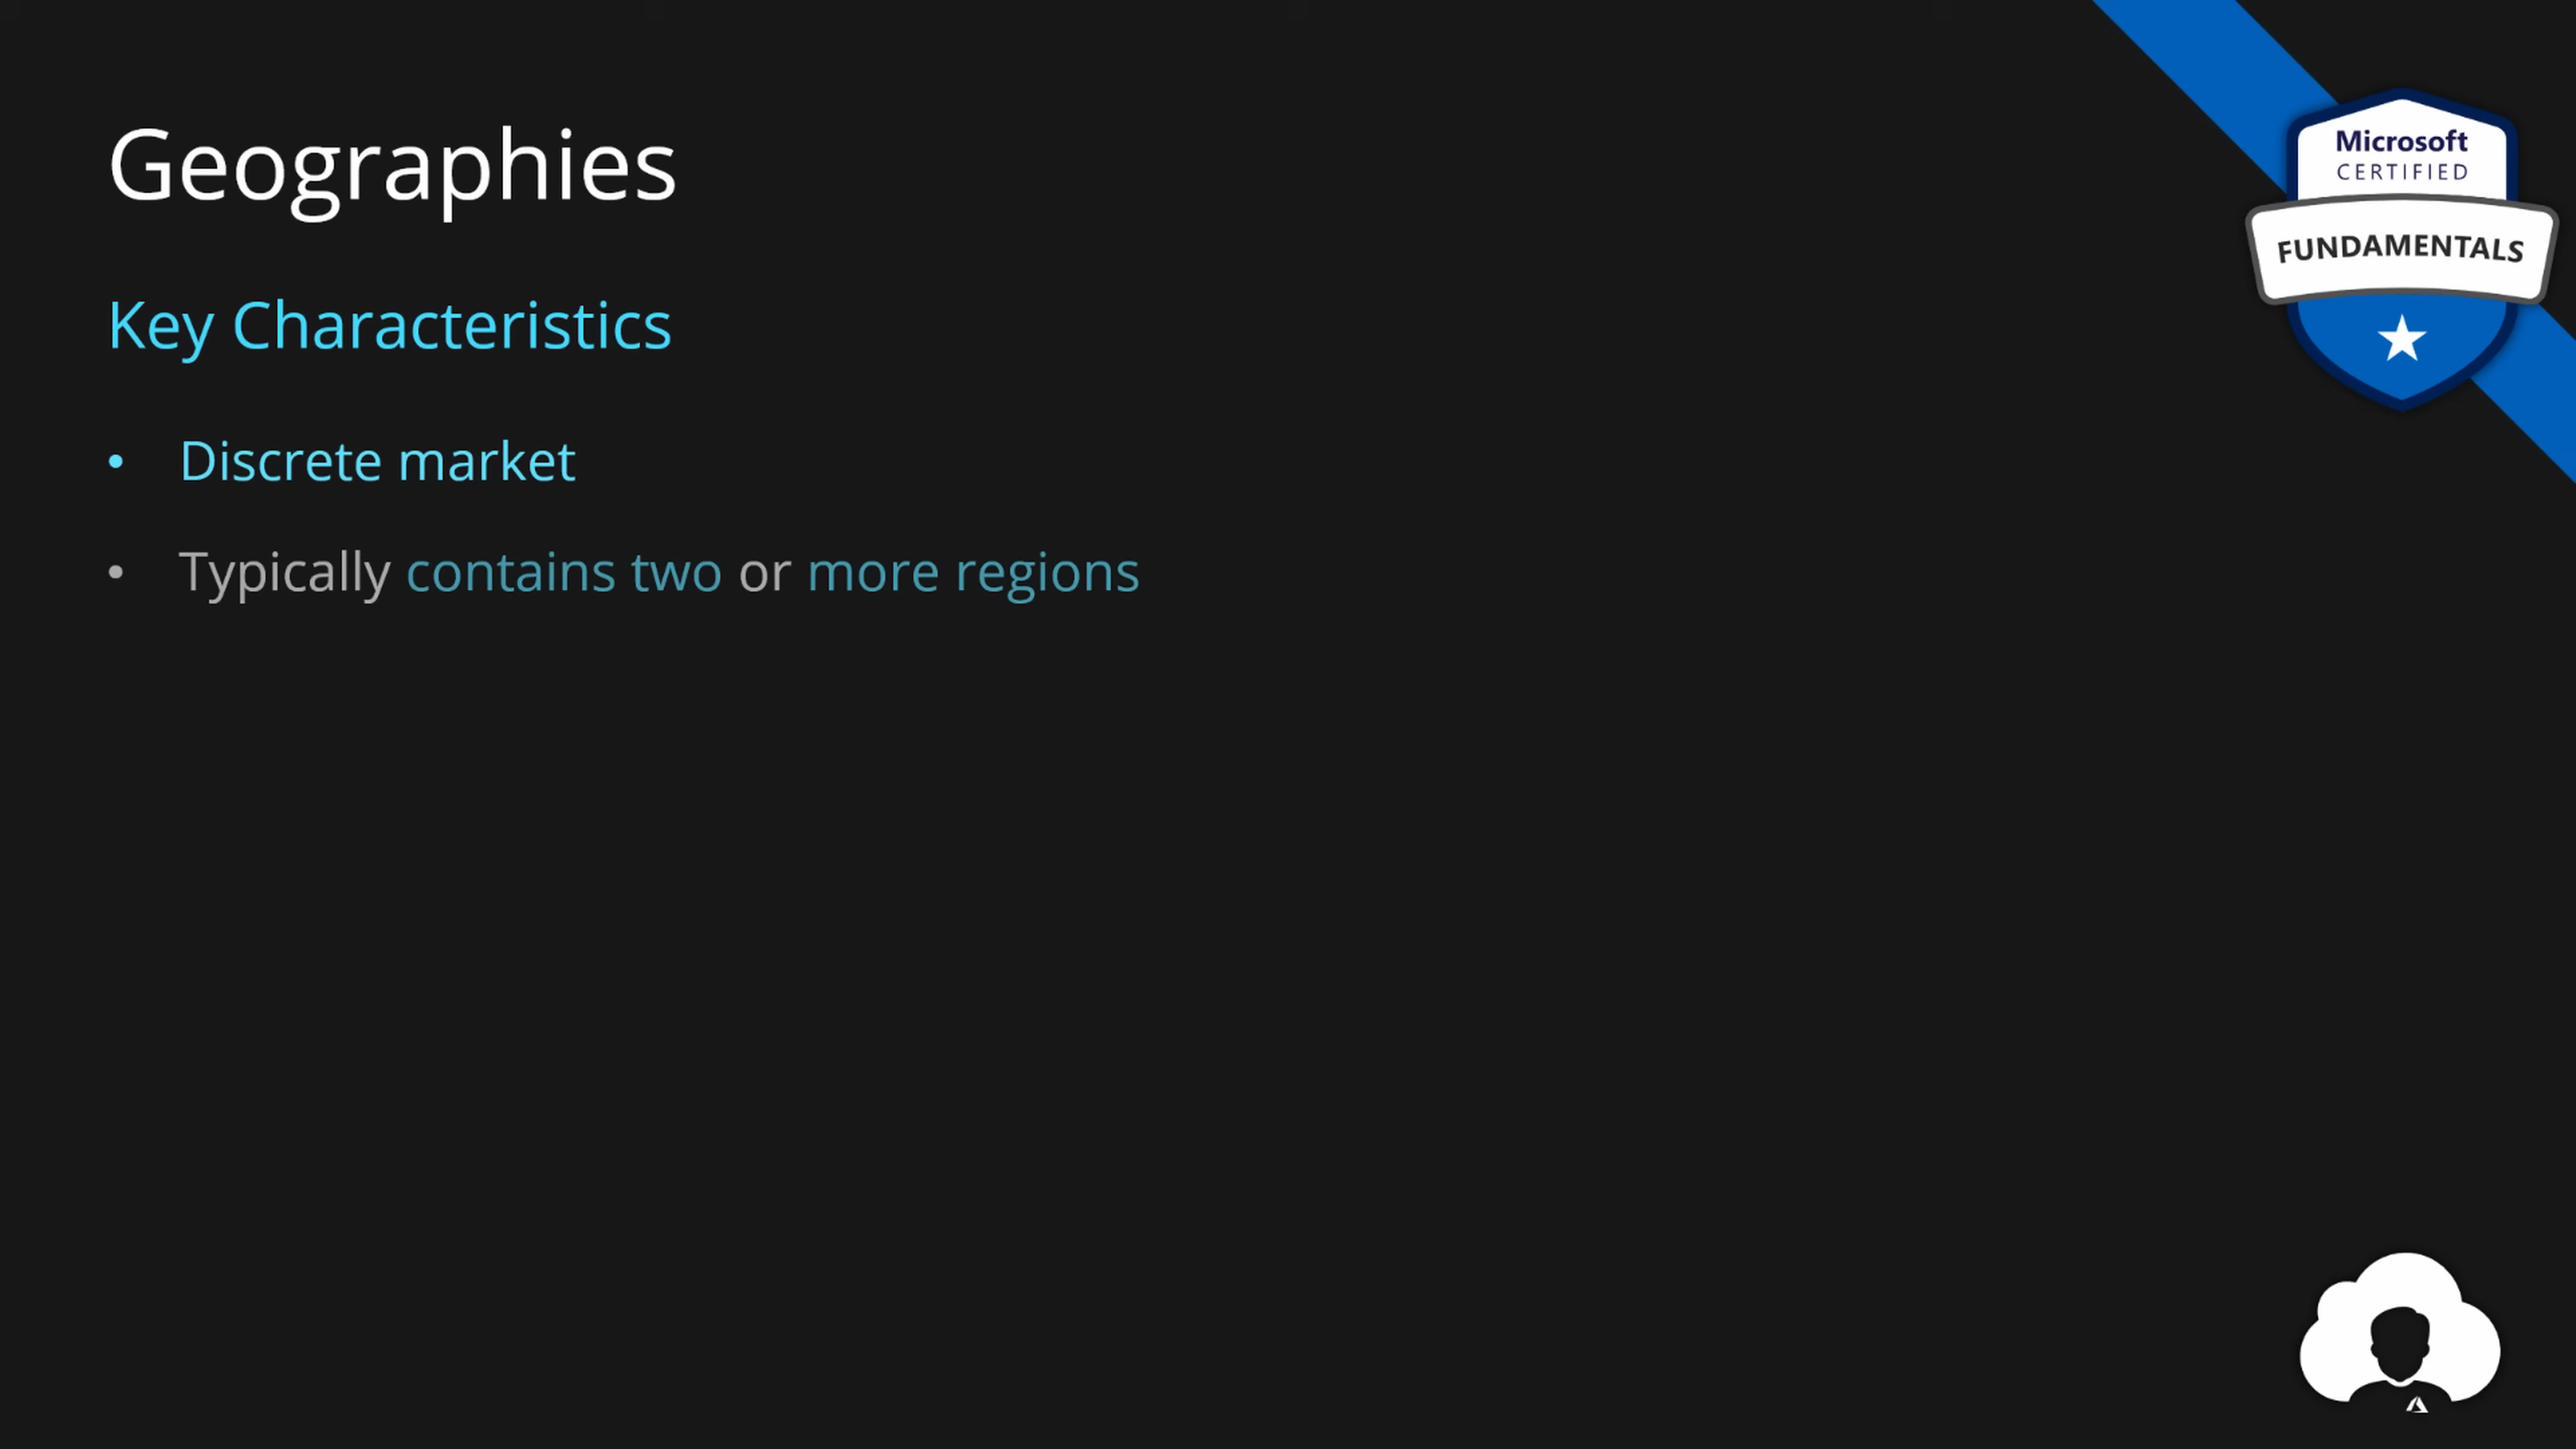 Geographies
Key Characteristics
• Discrete market
• Typically contains two or more regions
Microsoft
CERTIFIED
FUNDAMENTALS